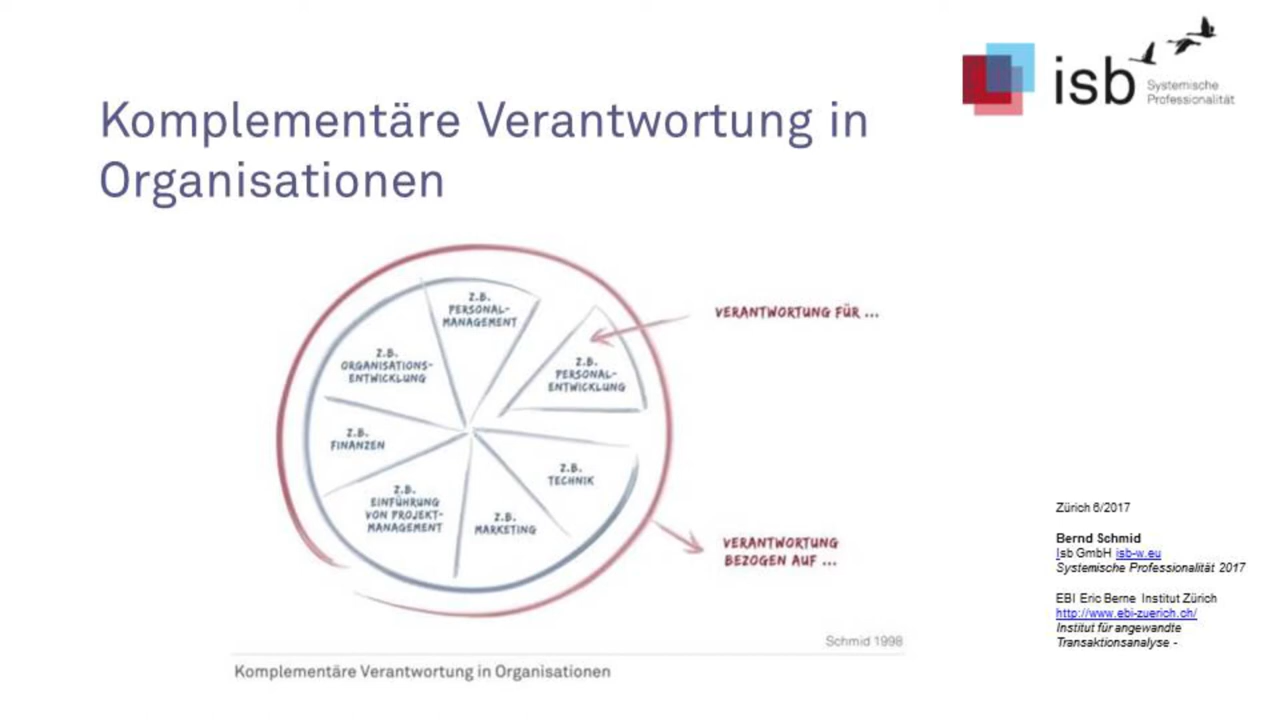 Komplementäre Verantwortung in
Organisationen
isb
Systemische
Professionalität
Z.B.
PERSONAL-
MANAGEMENT
Z.B.
ORGANISATIONS-
ENTWICKLUNG
Z.B.
PERSONAL-
ENTWICKLUNG
Z.B.
FINANZEN
Z.B.
TECHNIK
Z.B.
EINFÜHRUNG
VON PROJEKT-
MANAGEMENT
Z.B.
MARKETING
VERANTWORTUNG FÜR ...
VERANTWORTUNG
BEZOGEN AUF ...
Schmid 1998
Komplementäre Verantwortung in Organisationen
Zürich 6/2017
Bernd Schmid
Isb GmbH isb-w.eu
Systemische Professionalität 2017
EBI Eric Berne Institut Zürich
http://www.ebi-zuerich.ch/
Institut für angewandte
Transaktionsanalyse -